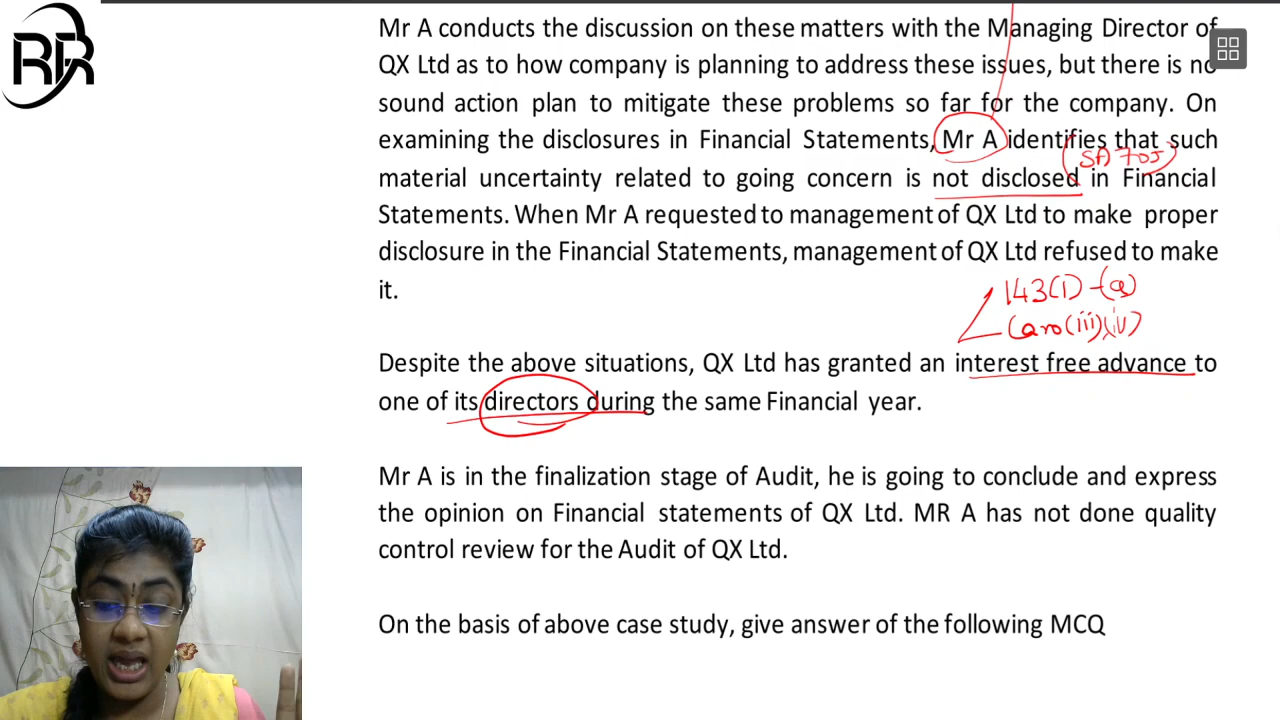 RRR
Mr A conducts the discussion on these matters with the Managing Director of
QX Ltd as to how company is planning to address these issues, but there is no
sound action plan to mitigate these problems so far for the company. On
examining the disclosures in Financial Statements, Mr A identifies that such
(SA 705)
material uncertainty related to going concern is not disclosed in Financial
Statements. When Mr A requested to management of QX Ltd to make proper
disclosure in the Financial Statements, management of QX Ltd refused to make
it.
143(1) - (a)
Caro (iii) (iv)
Despite the above situations, QX Ltd has granted an interest free advance to
one of its directors during the same Financial year.
Mr A is in the finalization stage of Audit, he is going to conclude and express
the opinion on Financial statements of QX Ltd. MR A has not done quality
control review for the Audit of QX Ltd.
On the basis of above case study, give answer of the following MCQ